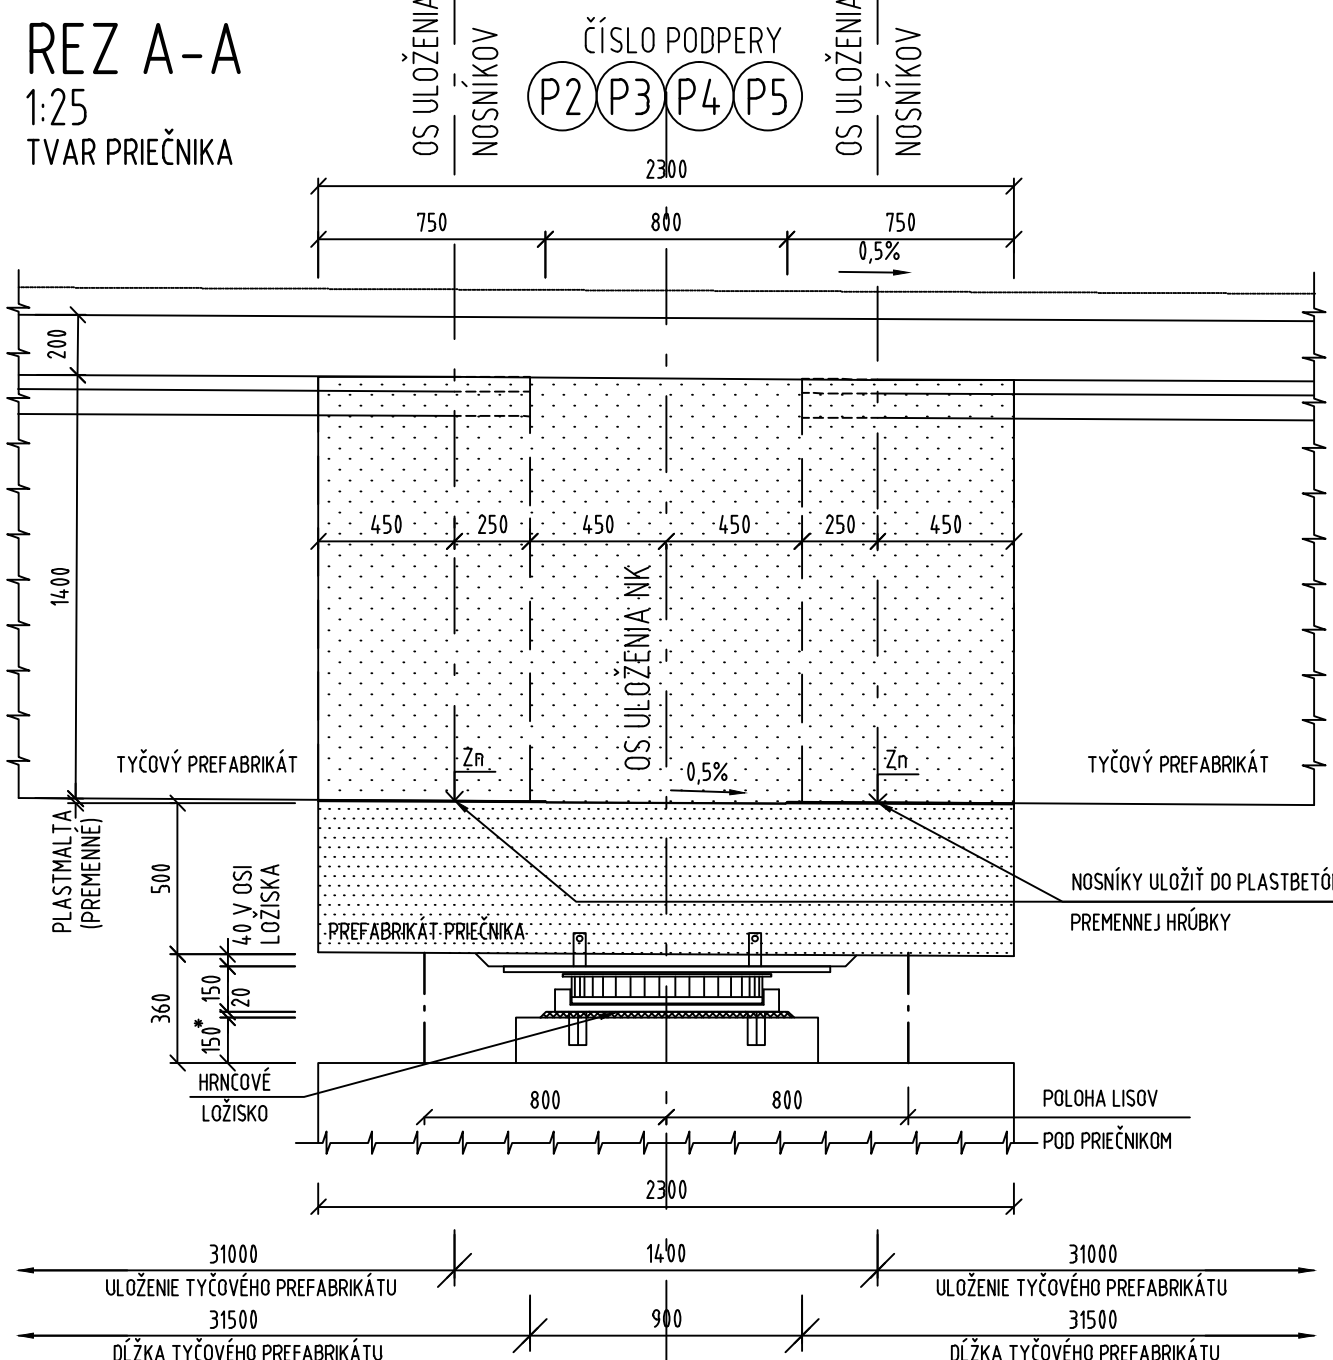 REZ A-A
1:25
TVAR PRIEČNIKA
OS ULOŽENIA
NOSNÍKOV
ČÍSLO PODPERY
P2 P3 P4 P5
OS ULOŽENIA
NOSNÍKOV
2300
750 800 750
0,5%
200
1400
450 250 450 450 250 450
OS ULOŽENIA NK
TYČOVÝ PREFABRIKÁT
Zn
0,5%
Zn
TYČOVÝ PREFABRIKÁT
PLASTMALTA
(PREMENNÉ)
500
40 V OSI
LOŽISKA
PREFABRIKÁT PRIEČNIKA
NOSNÍKY ULOŽIŤ DO PLASTBETÓ
PREMENNEJ HRÚBKY
360
150
20
150*
HRNCOVÉ
LOŽISKO
800 800
POLOHA LISOV
POD PRIEČNIKOM
2300
31000 1400 31000
ULOŽENIE TYČOVÉHO PREFABRIKÁTU ULOŽENIE TYČOVÉHO PREFABRIKÁTU
31500 900 31500
DĹŽKA TYČOVÉHO PREFABRIKÁTU DĹŽKA TYČOVÉHO PREFABRIKÁTU